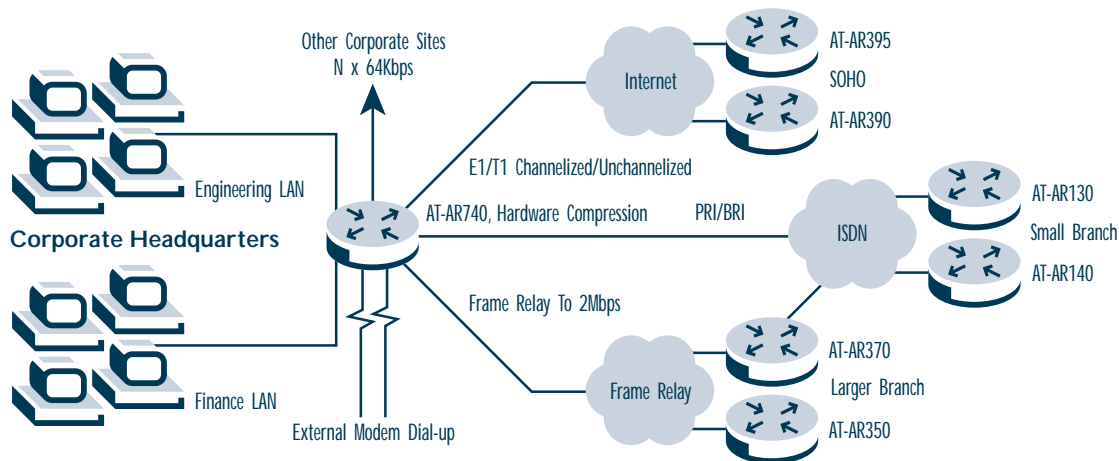 Other Corporate Sites
N x 64Kbps
AT-AR395
Internet
SOHO
AT-AR390
E1/T1 Channelized/Unchannelized
Engineering LAN
AT-AR740, Hardware Compression
PRI/BRI
ISDN
AT-AR130
Small Branch
AT-AR140
Corporate Headquarters
Frame Relay To 2Mbps
AT-AR370
Frame Relay
Larger Branch
AT-AR350
Finance LAN
External Modem Dial-up